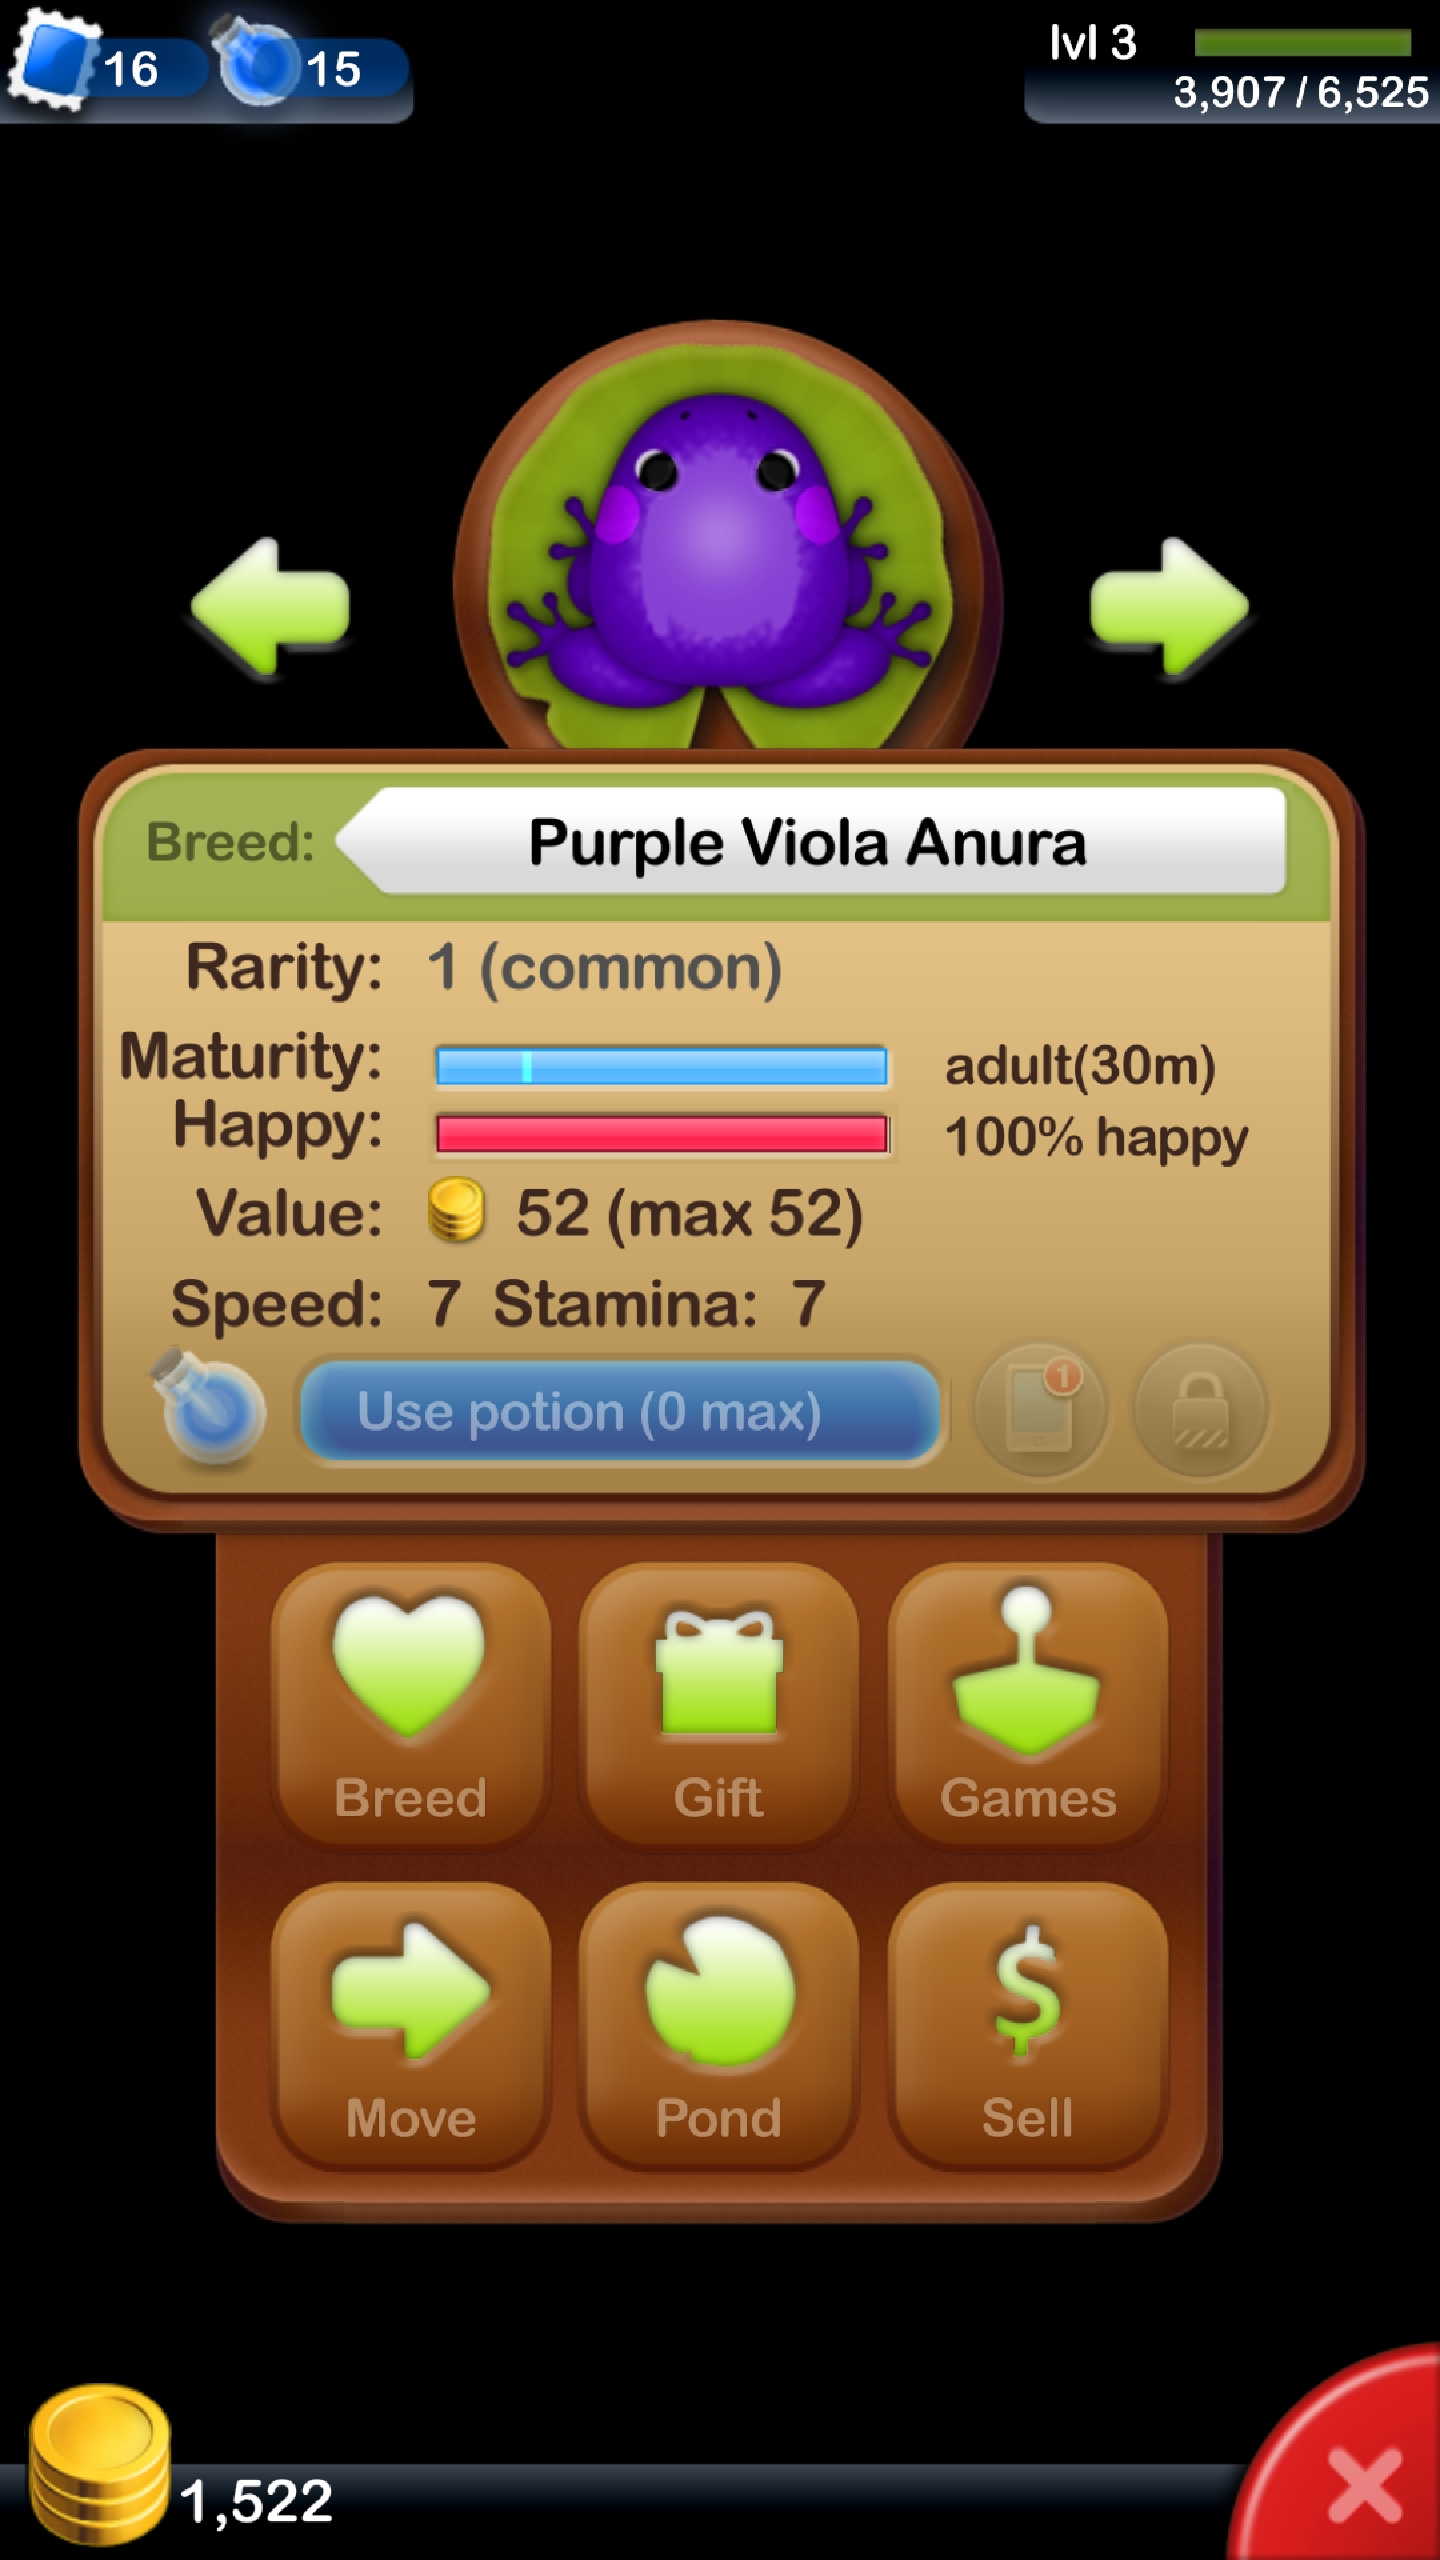 16
15
lvl 3
3,907 / 6,525
Breed: Purple Viola Anura
Rarity: 1 (common)
Maturity: adult(30m)
Happy: 100% happy
Value: 52 (max 52)
Speed: 7 Stamina: 7
Use potion (0 max)
1
Breed Gift Games
$
Move Pond Sell
1,522